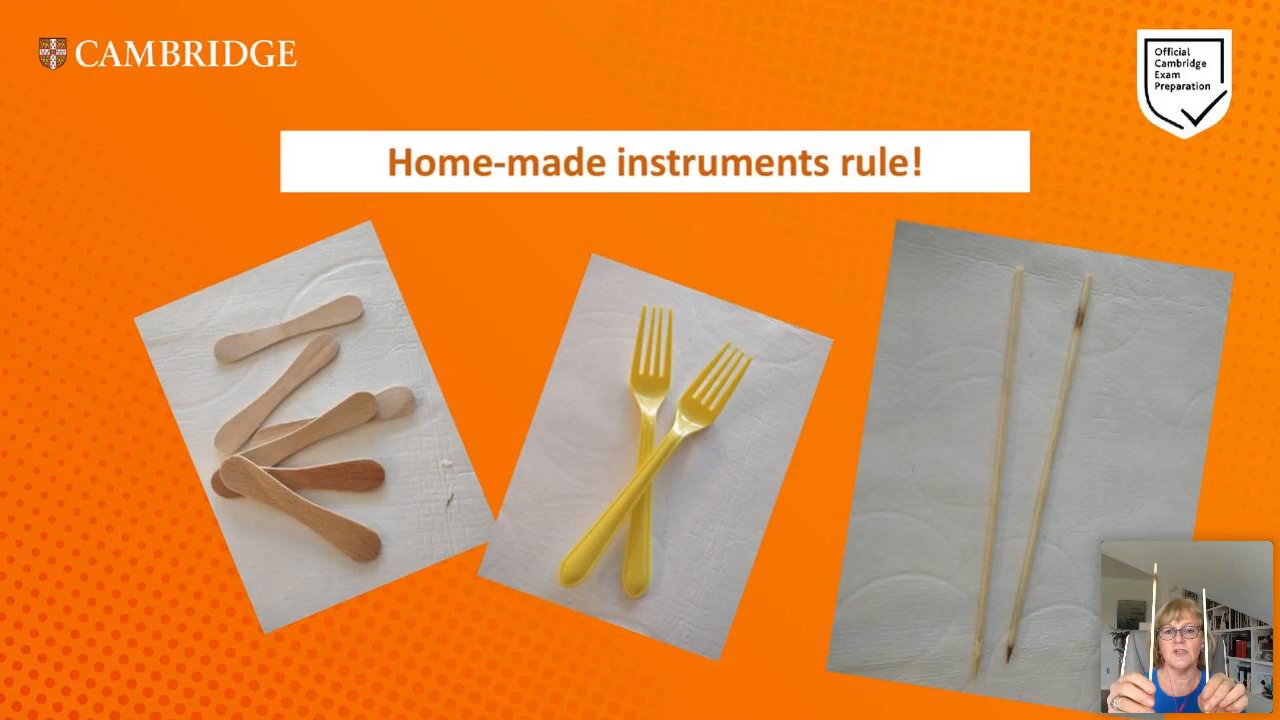 CAMBRIDGE
Official
Cambridge
Exam
Preparation
Home-made instruments rule!